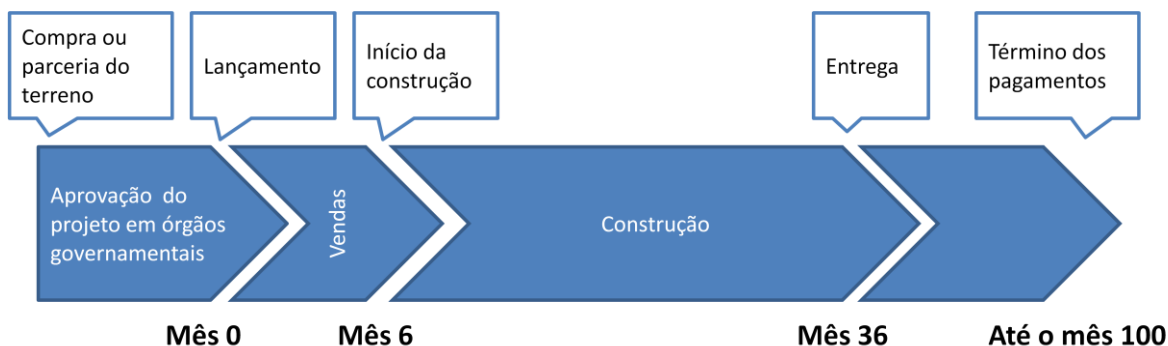 Compra ou
parceria do
terreno
Lançamento
Início da
construção
Entrega
Término dos
pagamentos
Aprovação do
projeto em órgãos
governamentais
Vendas
Construção
Mês 0
Mês 6
Mês 36
Até o mês 100